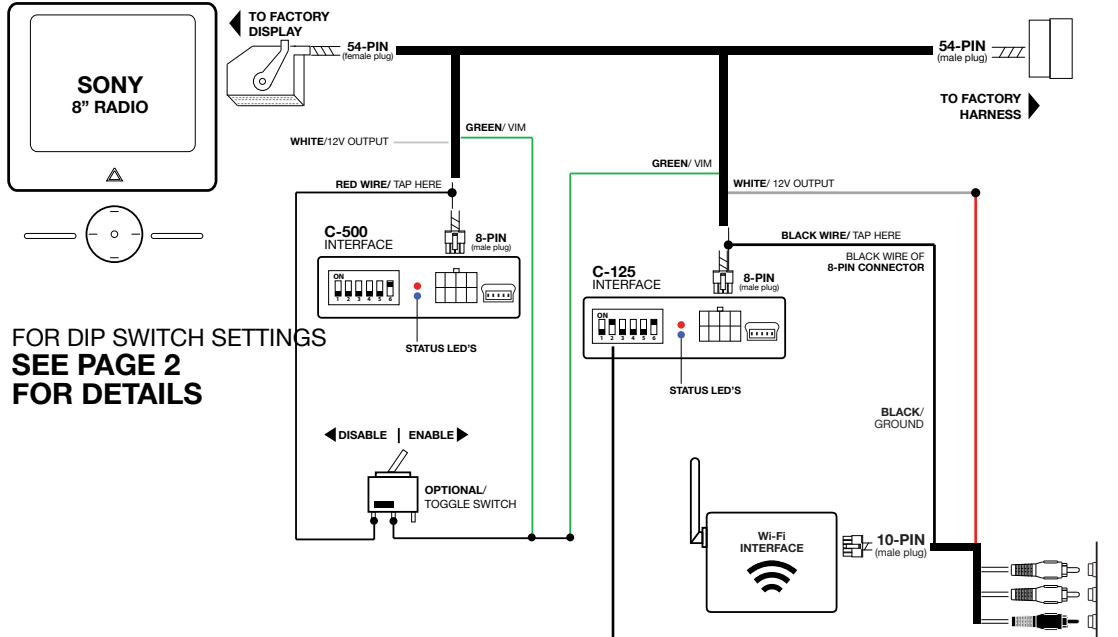 TO FACTORY
DISPLAY
54-PIN
(female plug)
54-PIN
(male plug)
SONY
8” RADIO
TO FACTORY
HARNESS
GREEN/ VIM
WHITE/12V OUTPUT
GREEN/ VIM
RED WIRE/ TAP HERE
WHITE/ 12V OUTPUT
C-500
INTERFACE
8-PIN
(male plug)
BLACK WIRE/ TAP HERE
BLACK WIRE OF
8-PIN CONNECTOR
C-125
INTERFACE
8-PIN
(male plug)
ON
1 2 3 4 5 6
ON
1 2 3 4 5 6
FOR DIP SWITCH SETTINGS
SEE PAGE 2
FOR DETAILS
STATUS LED'S
STATUS LED'S
BLACK/
GROUND
DISABLE | ENABLE
OPTIONAL/
TOGGLE SWITCH
Wi-Fi
INTERFACE
10-PIN
(male plug)